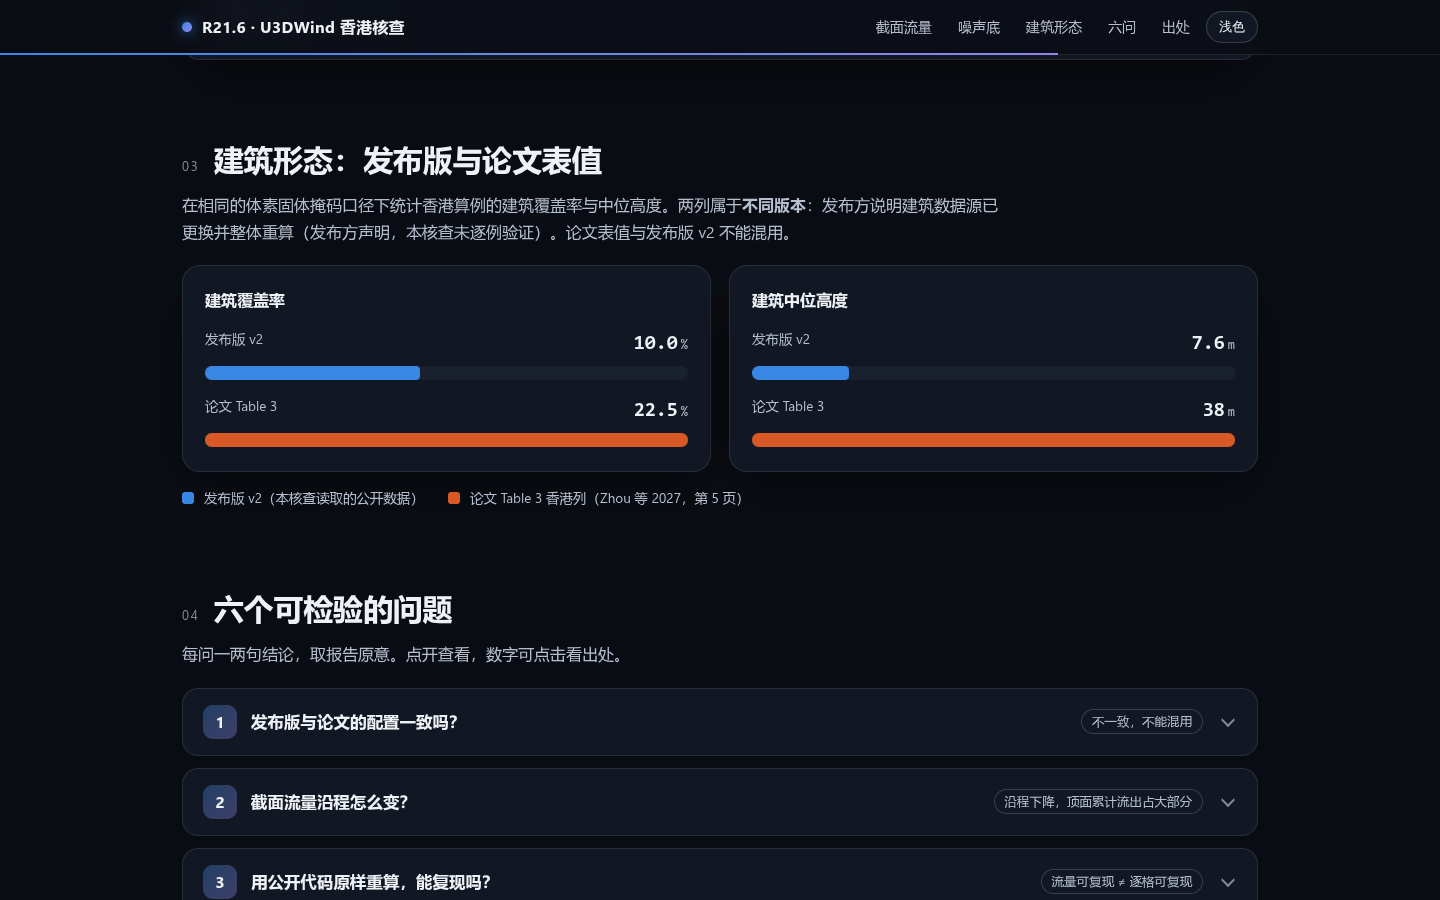 R21.6 · U3DWind 香港核查
截面流量 噪声底 建筑形态 六问 出处 浅色
03 建筑形态：发布版与论文表值
在相同的体素固体掩码口径下统计香港算例的建筑覆盖率与中位高度。两列属于不同版本：发布方说明建筑数据源已
更换并整体重算（发布方声明，本核查未逐例验证）。论文表值与发布版 v2 不能混用。
建筑覆盖率
发布版 v2 10.0%
论文 Table 3 22.5%
建筑中位高度
发布版 v2 7.6 m
论文 Table 3 38 m
发布版 v2（本核查读取的公开数据） 论文 Table 3 香港列（Zhou 等 2027，第 5 页）
04 六个可检验的问题
每问一两句结论，取报告原意。点开查看，数字可点击看出处。
1 发布版与论文的配置一致吗？ 不一致，不能混用
2 截面流量沿程怎么变？ 沿程下降，顶面累计流出占大部分
3 用公开代码原样重算，能复现吗？ 流量可复现 ≠ 逐格可复现